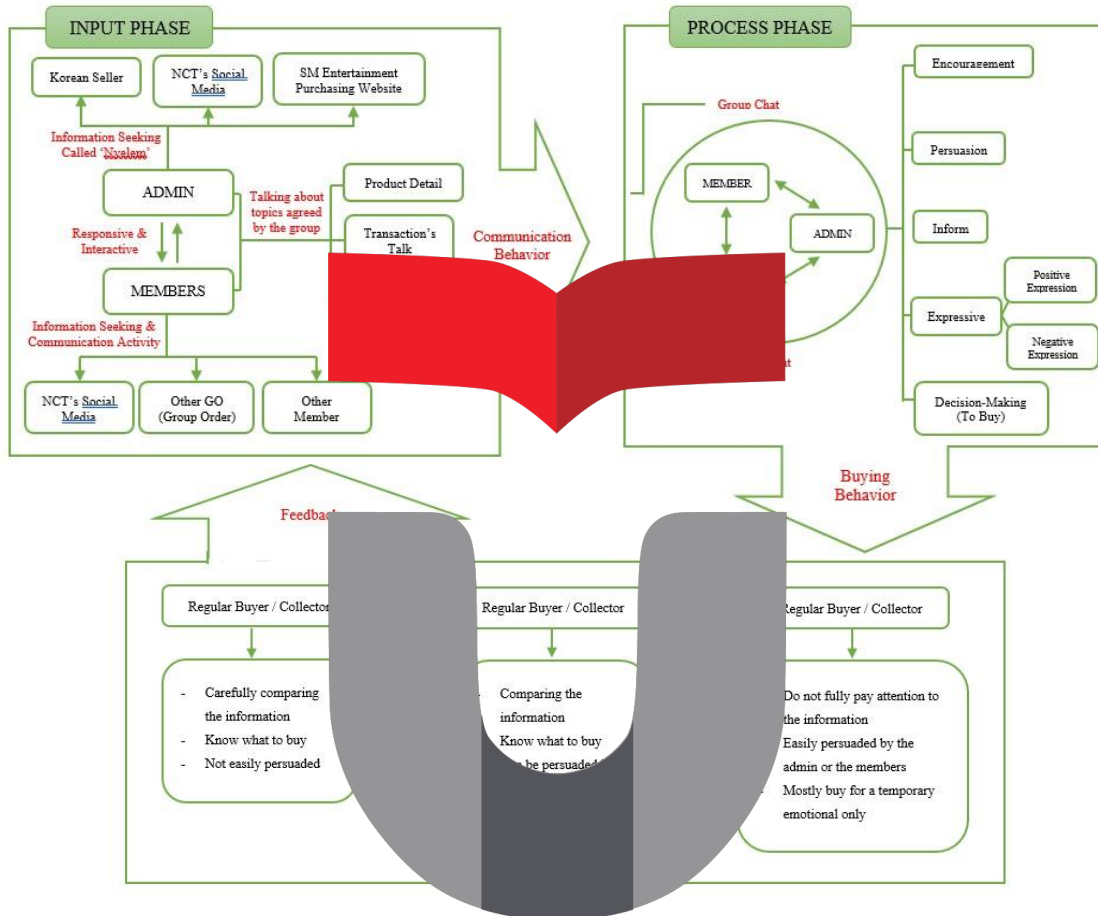 INPUT PHASE
Korean Seller
NCT's Social
Media
SM Entertainment
Purchasing Website
Information Seeking
Called 'Nyelem'
ADMIN
Responsive &
Interactive
MEMBERS
Talking about
topics agreed
by the group
Product Detail
Transaction's
Talk
Information Seeking &
Communication Activity
NCT's Social
Media
Other GO
(Group Order)
Other
Member
Communication
Behavior
PROCESS PHASE
Group Chat
MEMBER
ADMIN
Encouragement
Persuasion
Inform
Expressive
Positive
Expression
Negative
Expression
Decision-Making
(To Buy)
Buying
Behavior
Feedback
Regular Buyer / Collector
- Carefully comparing
the information
- Know what to buy
- Not easily persuaded
Regular Buyer / Collector
- Comparing the
information
Know what to buy
be persuaded
Regular Buyer / Collector
Do not fully pay attention to
the information
Easily persuaded by the
admin or the members
- Mostly buy for a temporary
emotional only